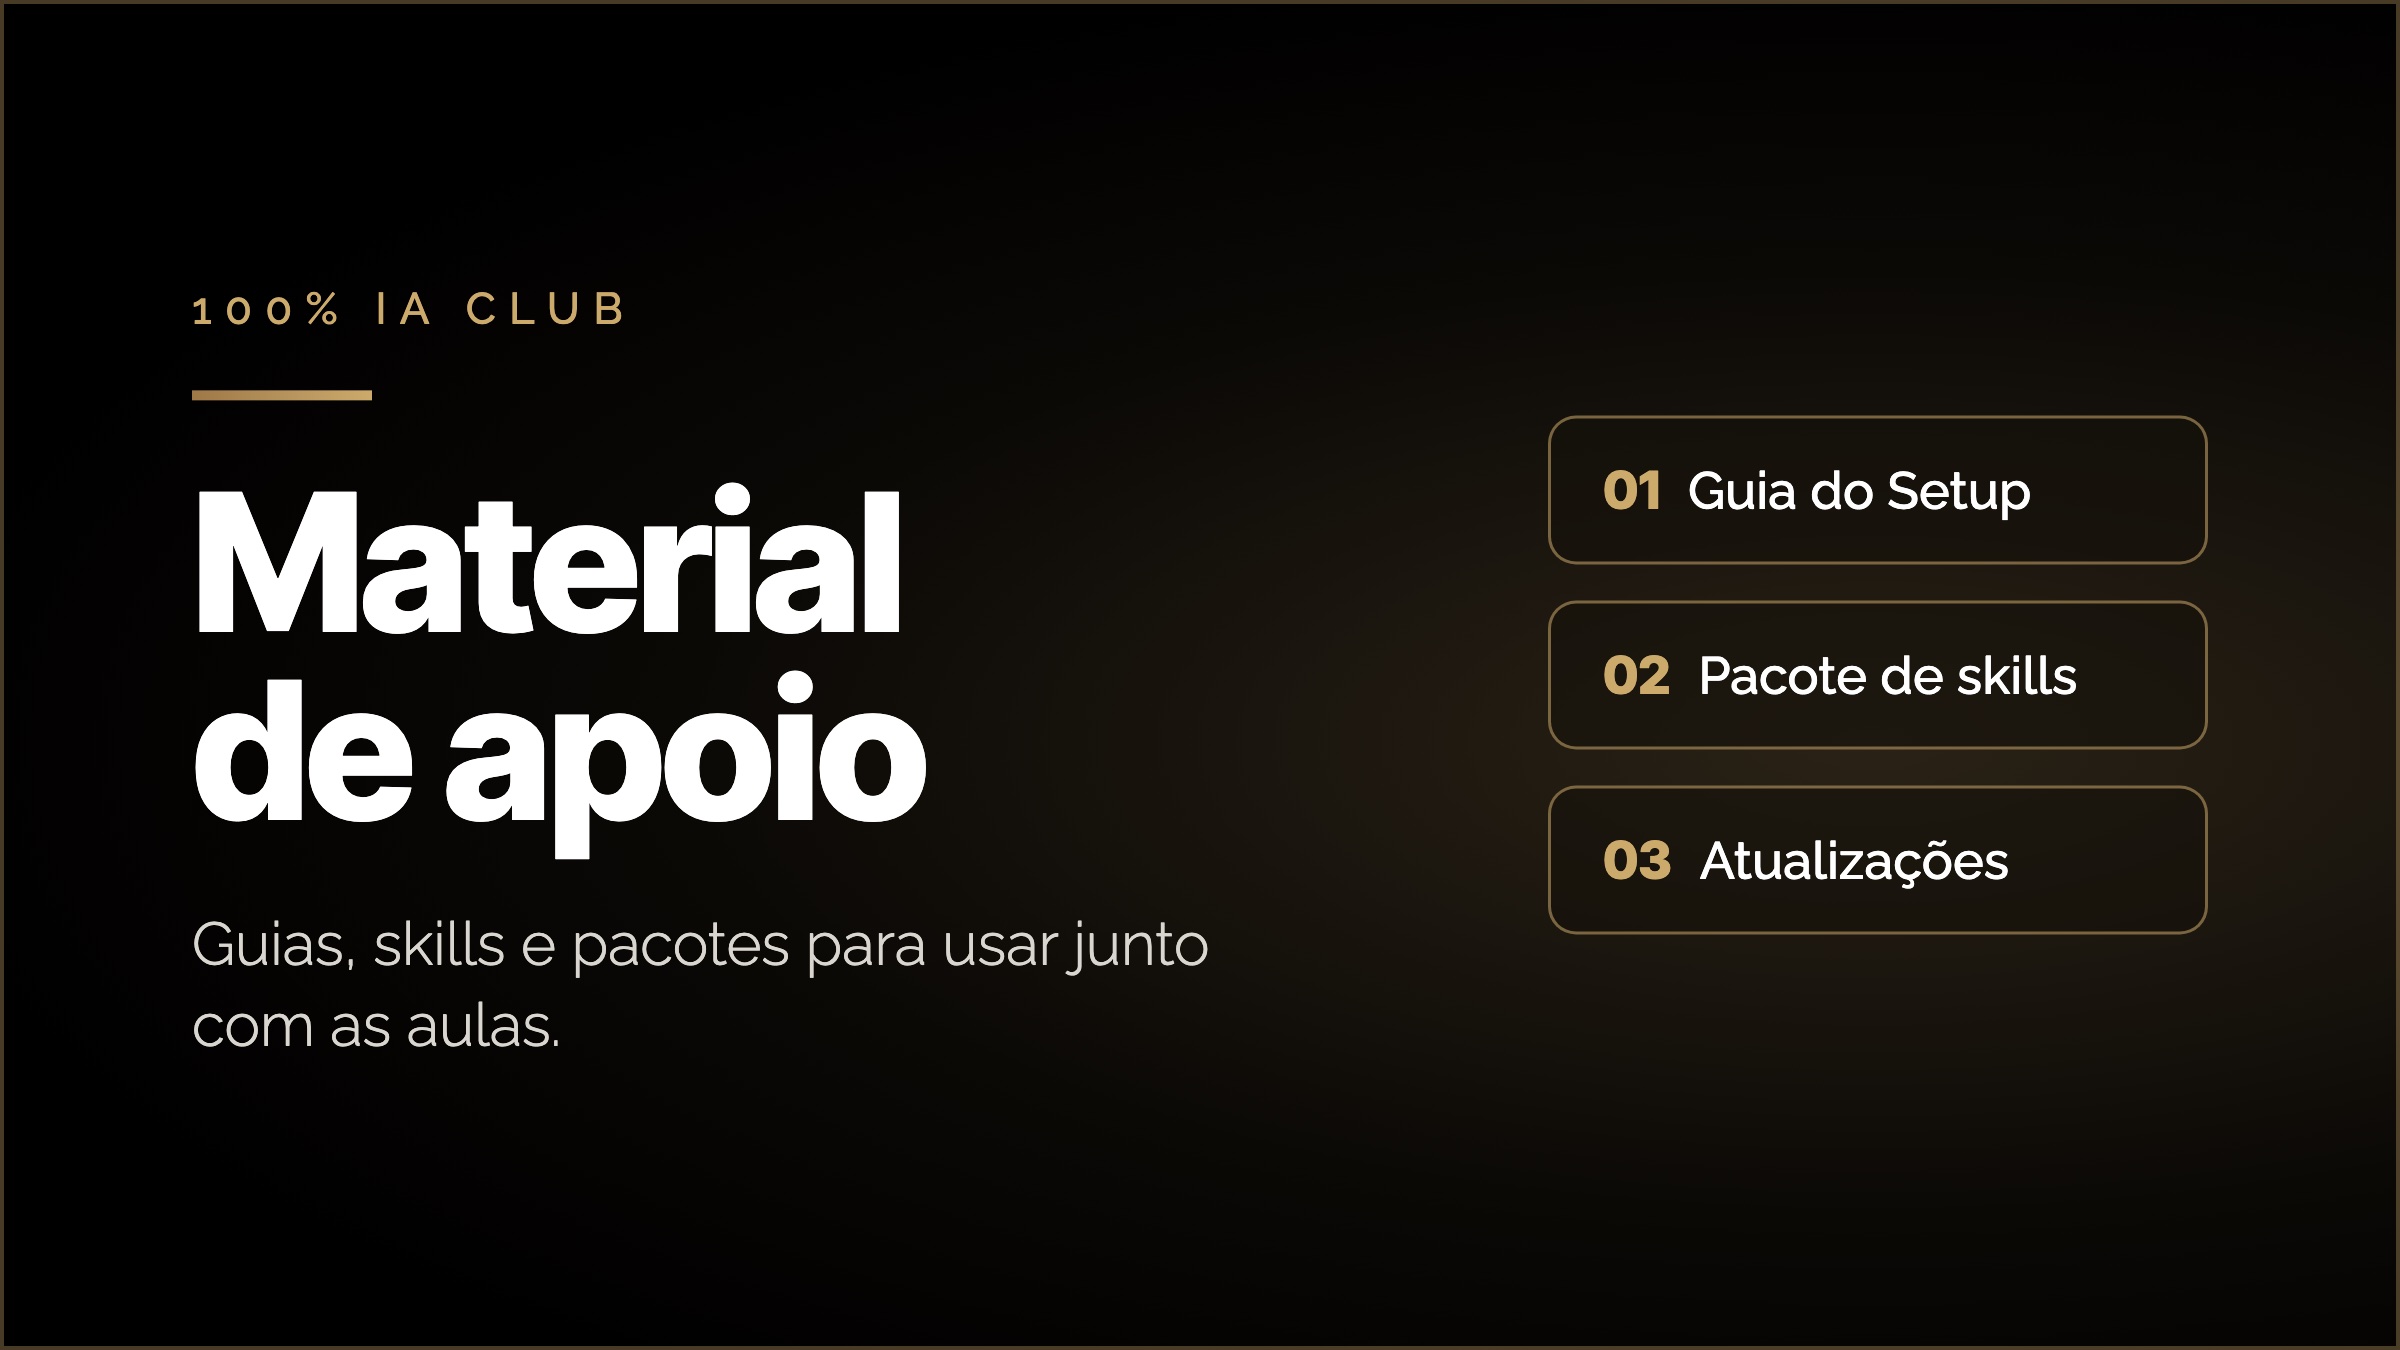 100% IA CLUB
Material
de apoio
Guias, skills e pacotes para usar junto
com as aulas.
01 Guia do Setup
02 Pacote de skills
03 Atualizações